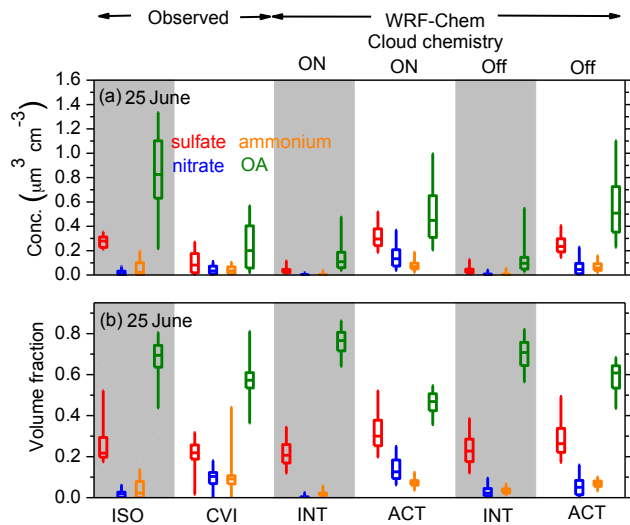 Observed
WRF-Chem
Cloud chemistry
ON ON Off Off
(a) 25 June
sulfate ammonium
nitrate OA
Conc. (μm³ cm⁻³)
1.6
1.4
1.2
1.0
0.8
0.6
0.4
0.2
0.0
(b) 25 June
Volume fraction
0.8
0.6
0.4
0.2
0.0
ISO CVI INT ACT INT ACT